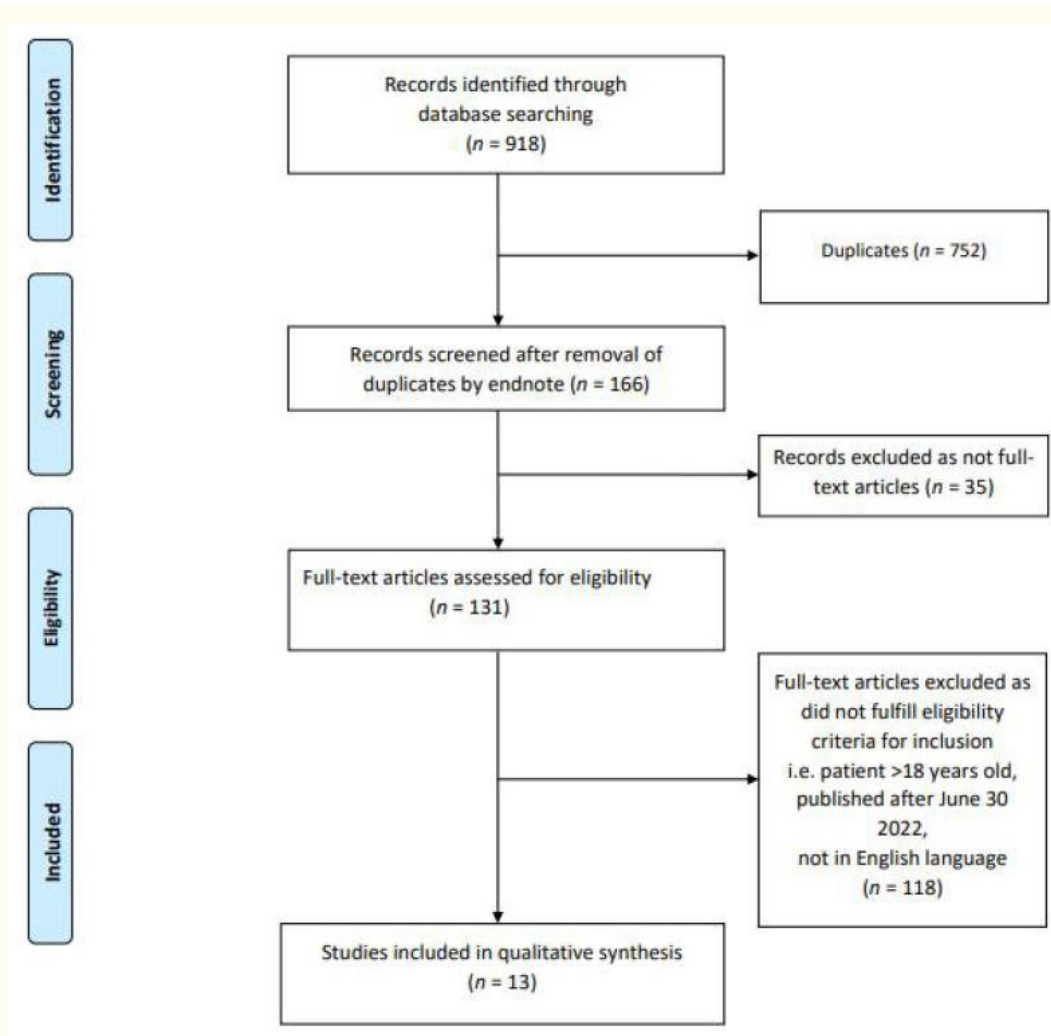 Identification
Records identified through
database searching
(n = 918)
Duplicates (n = 752)
Screening
Records screened after removal of
duplicates by endnote (n = 166)
Records excluded as not full-
text articles (n = 35)
Eligibility
Full-text articles assessed for eligibility
(n = 131)
Full-text articles excluded as
did not fulfill eligibility
criteria for inclusion
i.e. patient >18 years old,
published after June 30
2022,
not in English language
(n = 118)
Included
Studies included in qualitative synthesis
(n = 13)